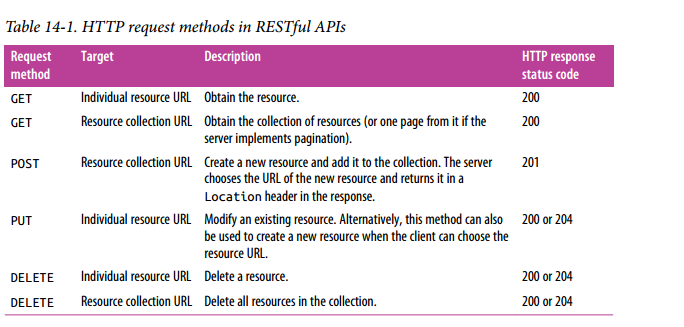 Table 14-1. HTTP request methods in RESTful APIs
Request method Target Description HTTP response status code
GET Individual resource URL Obtain the resource. 200
GET Resource collection URL Obtain the collection of resources (or one page from it if the 200
server implements pagination).
POST Resource collection URL Create a new resource and add it to the collection. The server 201
chooses the URL of the new resource and returns it in a
Location header in the response.
PUT Individual resource URL Modify an existing resource. Alternatively, this method can also 200 or 204
be used to create a new resource when the client can choose the
resource URL.
DELETE Individual resource URL Delete a resource. 200 or 204
DELETE Resource collection URL Delete all resources in the collection. 200 or 204